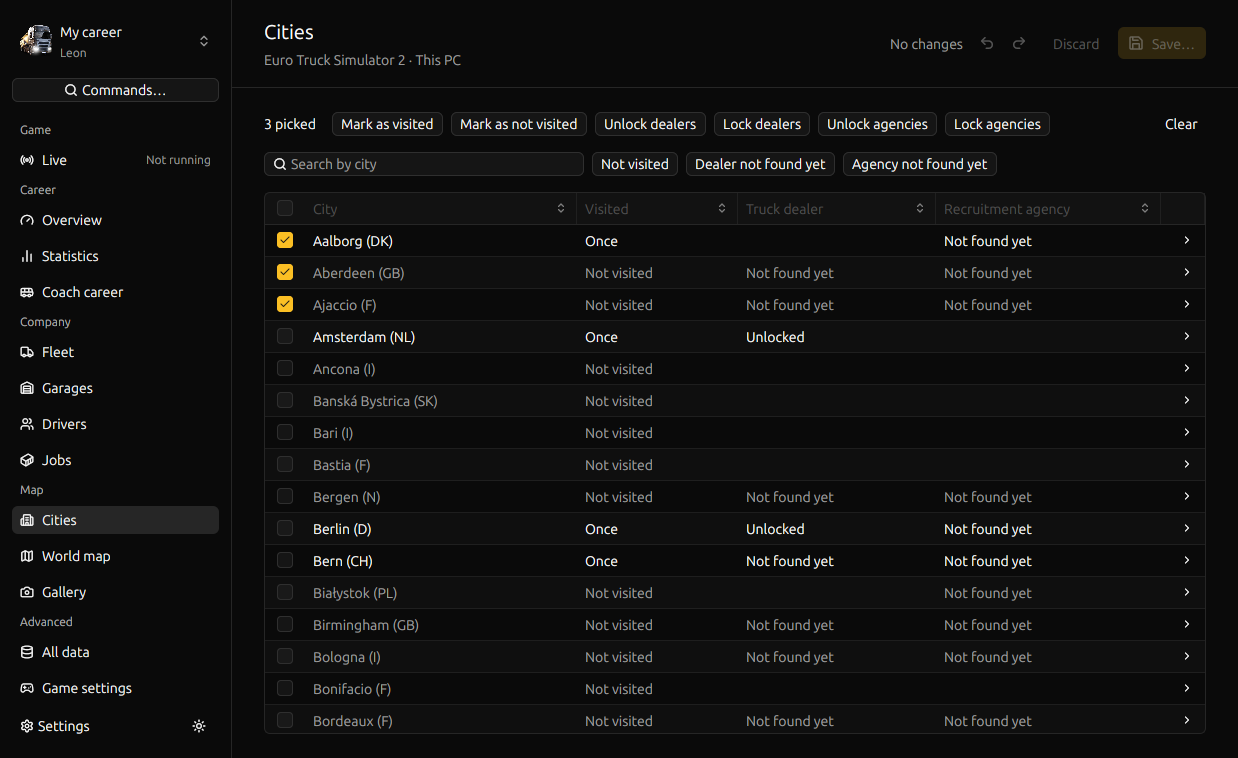 My career
Leon
Commands…
Game
Live Not running
Career
Overview
Statistics
Coach career
Company
Fleet
Garages
Drivers
Jobs
Map
Cities
World map
Gallery
Advanced
All data
Game settings
Settings
Cities
Euro Truck Simulator 2 · This PC
No changes Discard Save…
3 picked Mark as visited Mark as not visited Unlock dealers Lock dealers Unlock agencies Lock agencies Clear
Search by city Not visited Dealer not found yet Agency not found yet
City Visited Truck dealer Recruitment agency
Aalborg (DK) Once Not found yet
Aberdeen (GB) Not visited Not found yet Not found yet
Ajaccio (F) Not visited Not found yet Not found yet
Amsterdam (NL) Once Unlocked
Ancona (I) Not visited
Banská Bystrica (SK) Not visited
Bari (I) Not visited
Bastia (F) Not visited
Bergen (N) Not visited Not found yet Not found yet
Berlin (D) Once Unlocked Not found yet
Bern (CH) Once Not found yet Not found yet
Białystok (PL) Not visited Not found yet
Birmingham (GB) Not visited Not found yet Not found yet
Bologna (I) Not visited Not found yet Not found yet
Bonifacio (F) Not visited
Bordeaux (F) Not visited Not found yet Not found yet